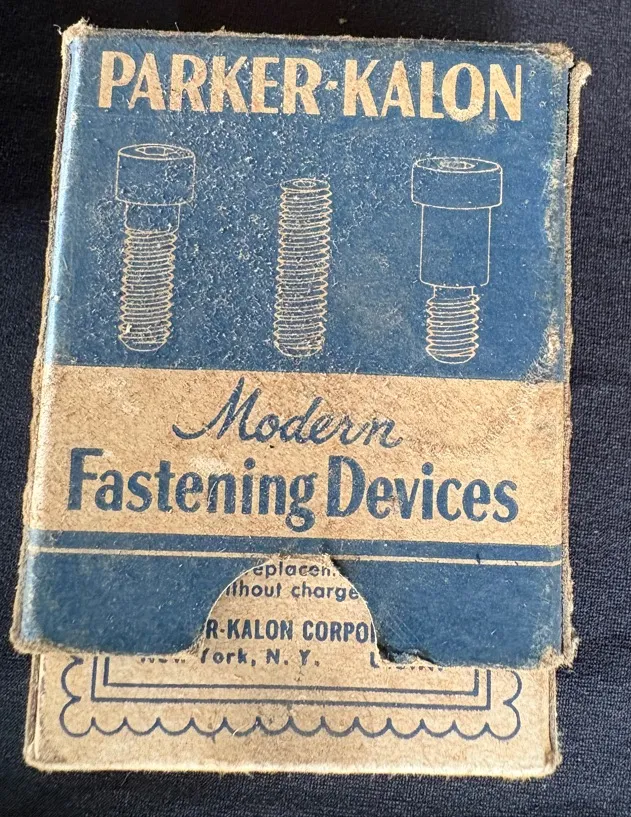 PARKER-KALON
Modern
Fastening Devices
eplacem
ithout charge
R-KALON CORPO
New York, N. Y.